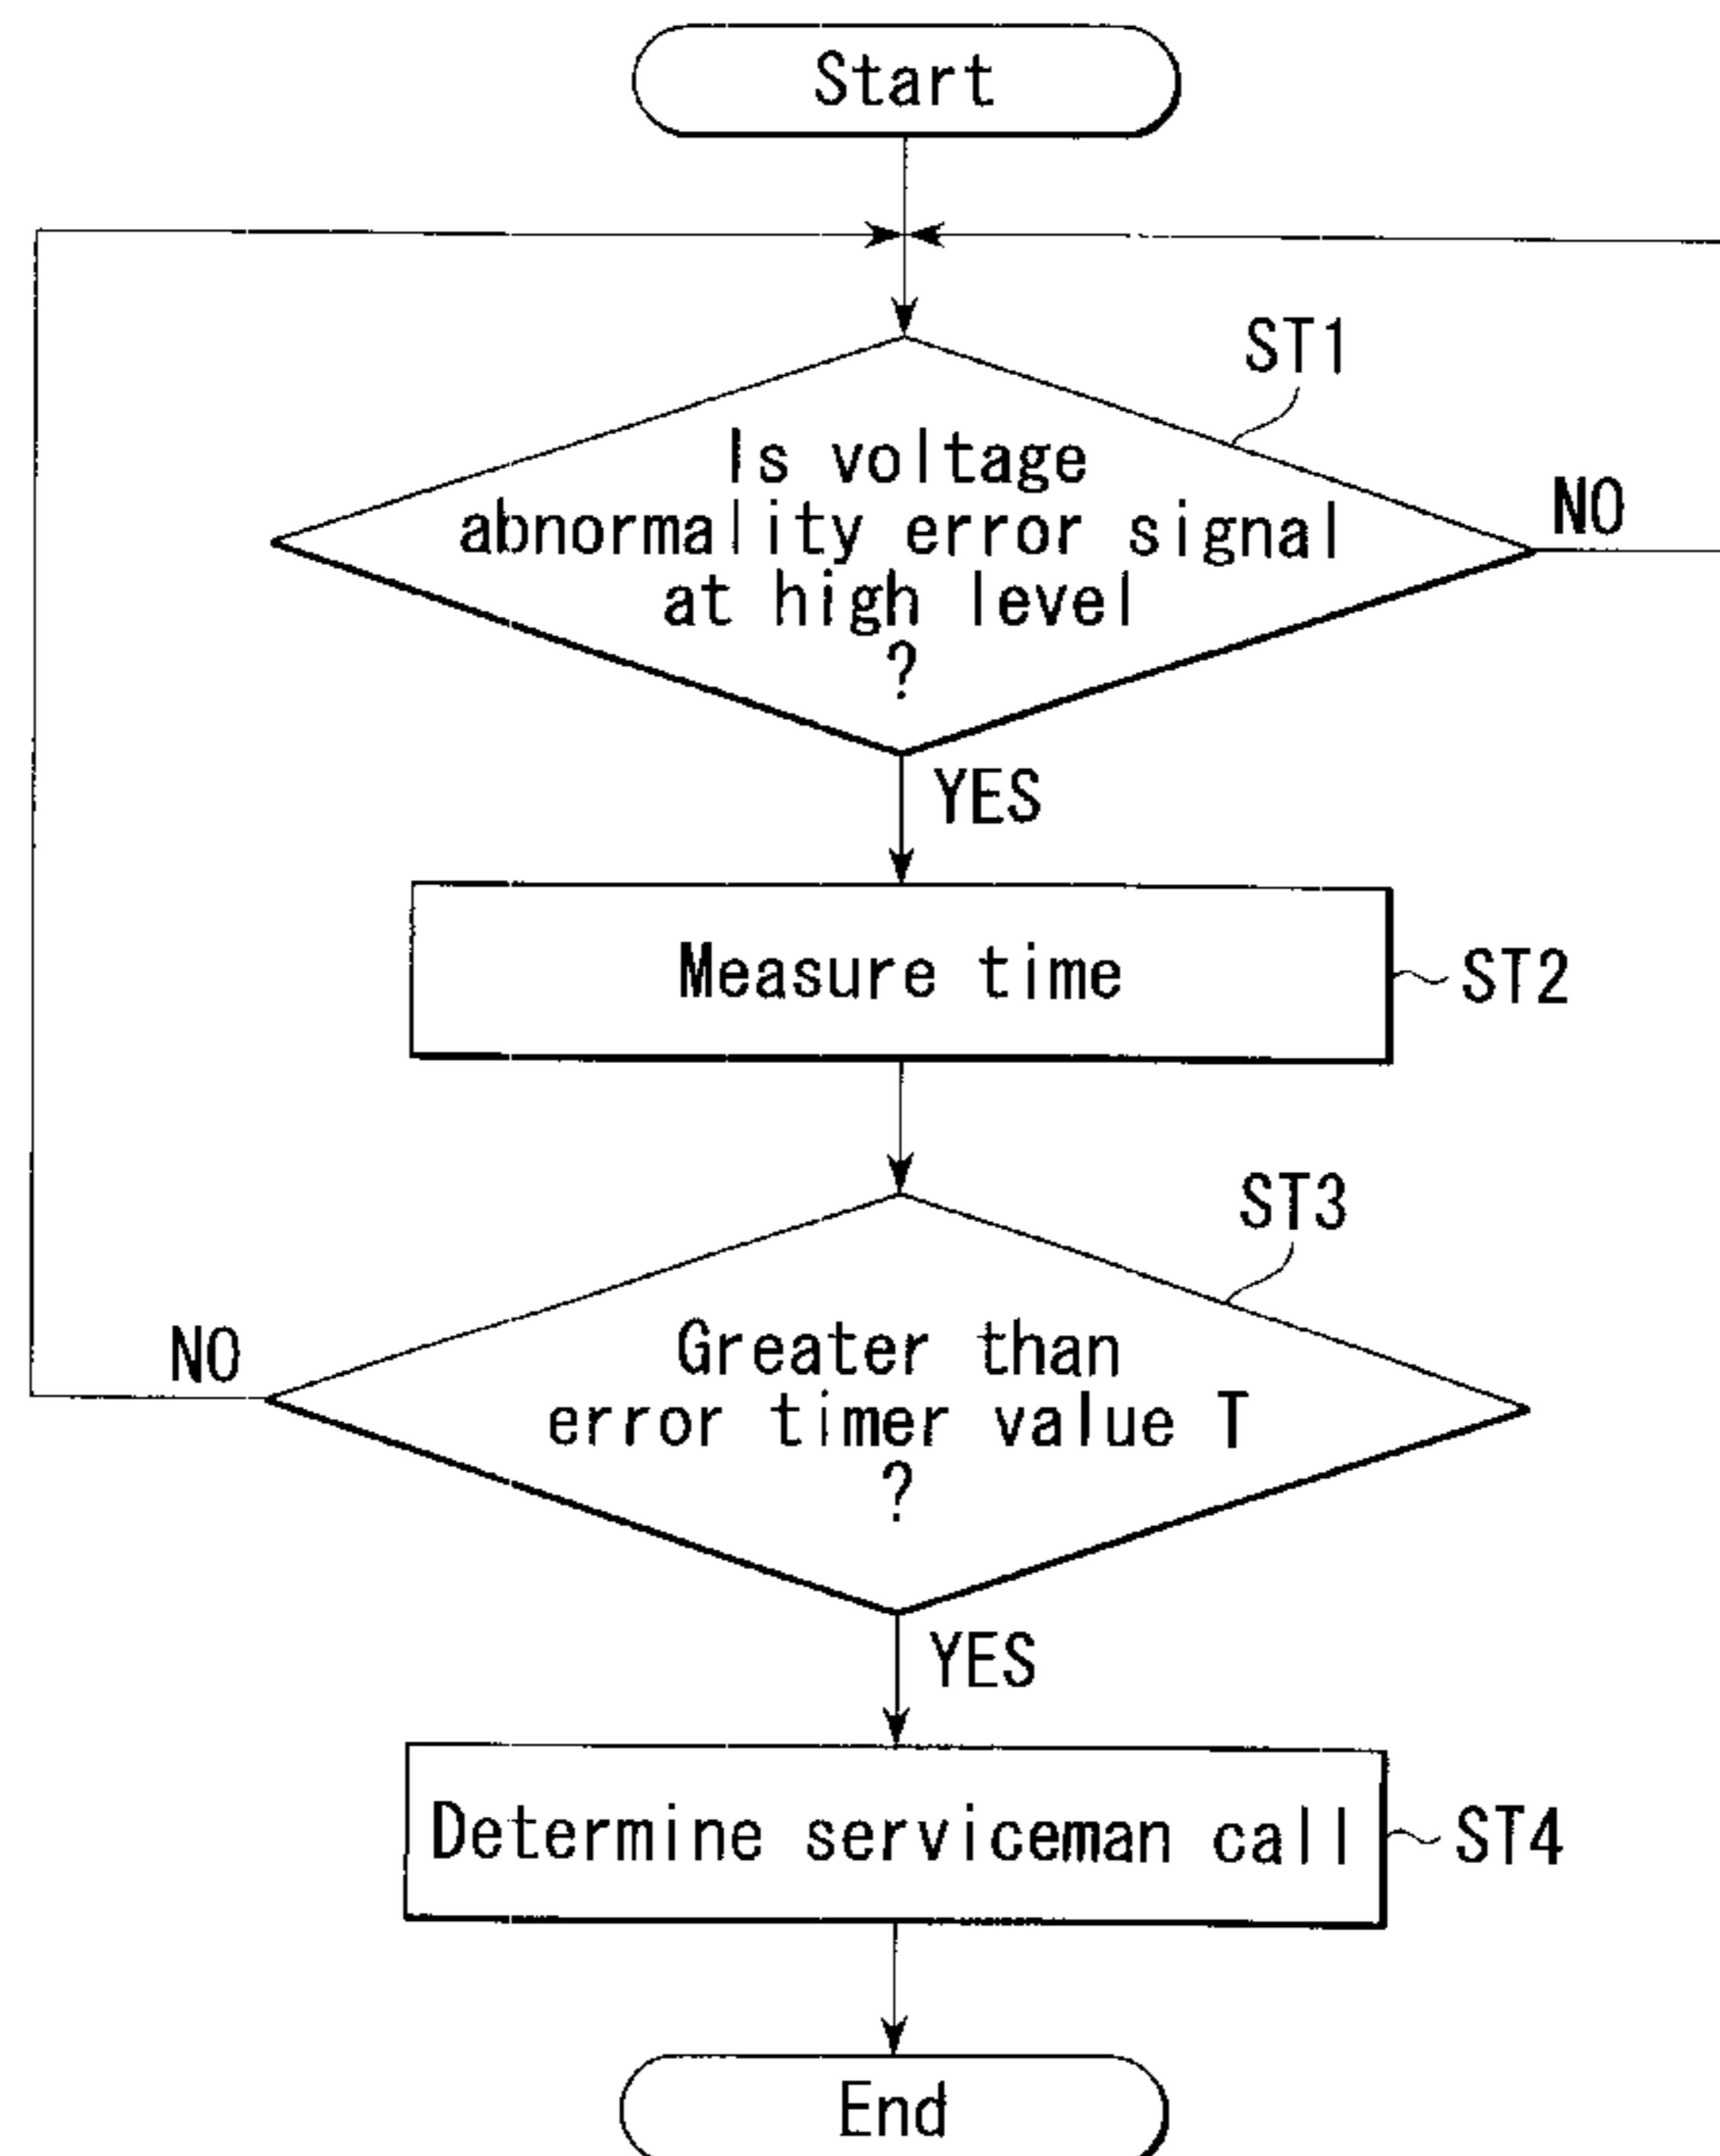 Start
ST1
Is voltage
abnormality error signal
at high level
?
NO
YES
Measure time
ST2
ST3
NO
Greater than
error timer value T
?
YES
Determine serviceman call
ST4
End